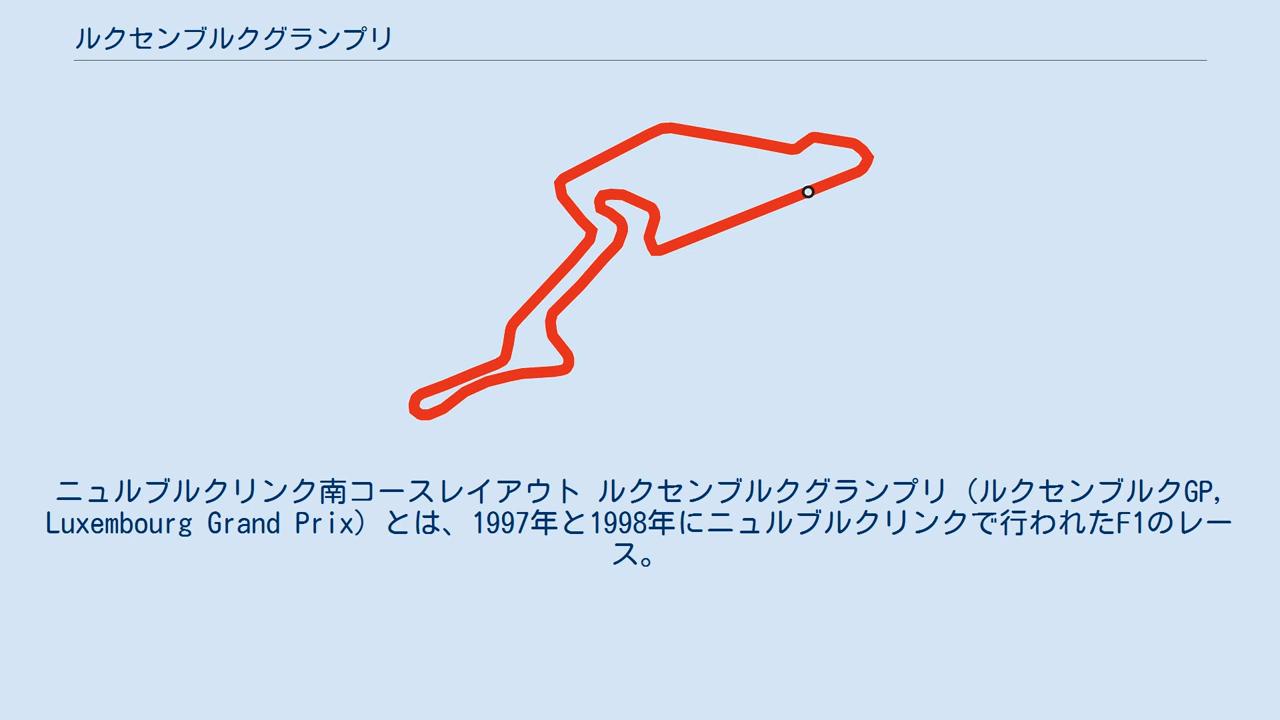 ルクセンブルクグランプリ
ニュルブルクリンク南コースレイアウト ルクセンブルクグランプリ（ルクセンブルクGP,
Luxembourg Grand Prix）とは、1997年と1998年にニュルブルクリンクで行われたF1のレー
ス。